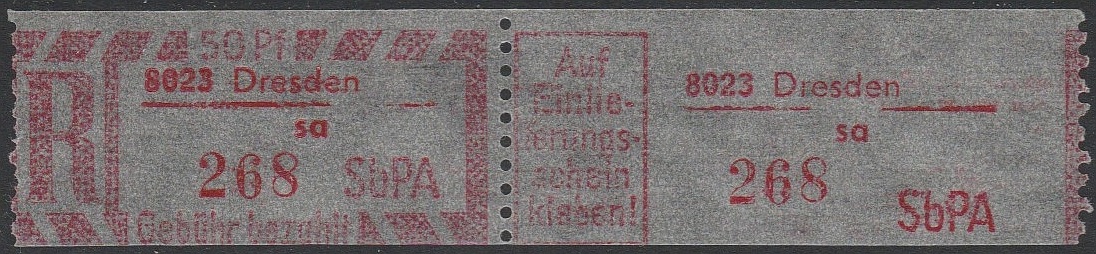 50 Pf
R
8023 Dresden
sa
268 SbPA
Gebühr bezahlt
Auf
Einlie-
ferungs-
schein
kleben!
8023 Dresden
sa
268
SbPA